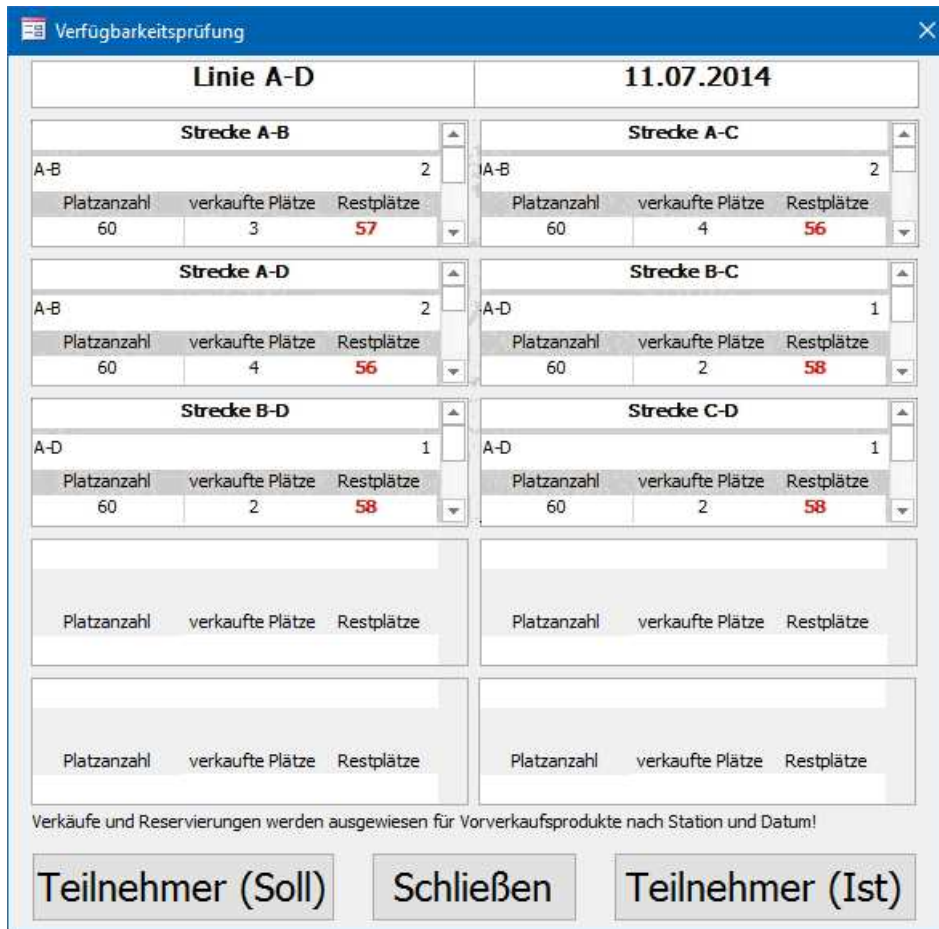 Verfügbarkeitsprüfung
Linie A-D 11.07.2014
Strecke A-B
A-B 2
Platzanzahl verkaufte Plätze Restplätze
60 3 57
Strecke A-C
A-B 2
Platzanzahl verkaufte Plätze Restplätze
60 4 56
Strecke A-D
A-B 2
Platzanzahl verkaufte Plätze Restplätze
60 4 56
Strecke B-C
A-D 1
Platzanzahl verkaufte Plätze Restplätze
60 2 58
Strecke B-D
A-D 1
Platzanzahl verkaufte Plätze Restplätze
60 2 58
Strecke C-D
A-D 1
Platzanzahl verkaufte Plätze Restplätze
60 2 58
Platzanzahl verkaufte Plätze Restplätze
Platzanzahl verkaufte Plätze Restplätze
Platzanzahl verkaufte Plätze Restplätze
Platzanzahl verkaufte Plätze Restplätze
Verkäufe und Reservierungen werden ausgewiesen für Vorverkaufsprodukte nach Station und Datum!
Teilnehmer (Soll) Schließen Teilnehmer (Ist)